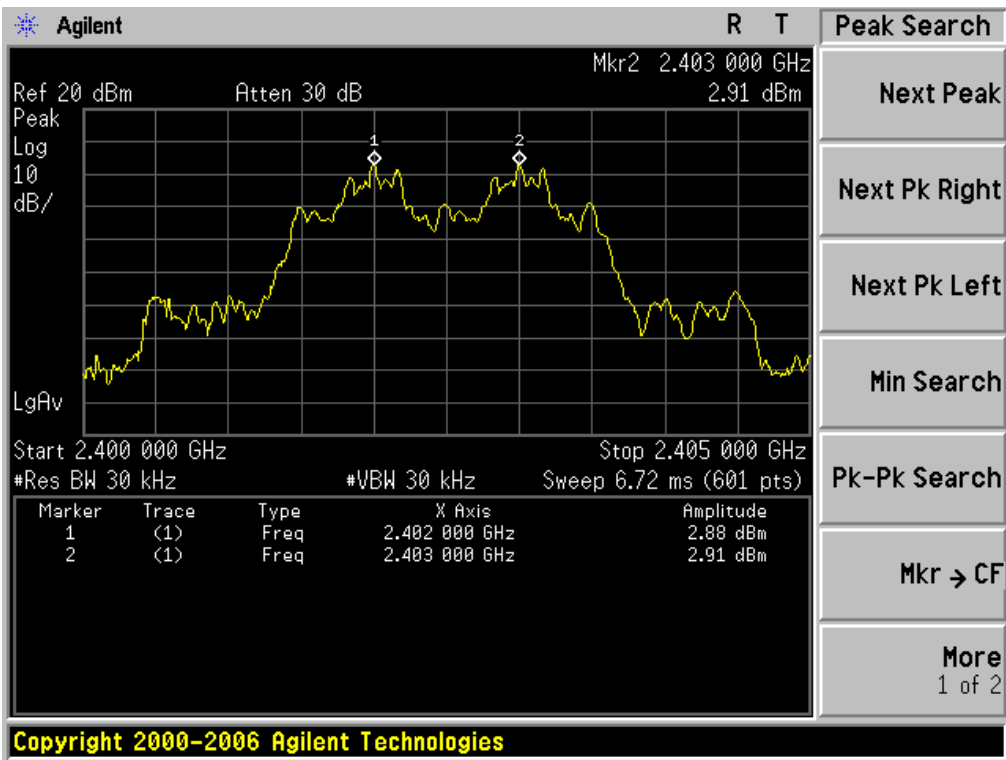 Agilent R T
Mkr2 2.403 000 GHz
Ref 20 dBm Atten 30 dB 2.91 dBm
Peak
Log
10
dB/
1 2
LgAv
Start 2.400 000 GHz Stop 2.405 000 GHz
#Res BW 30 kHz #VBW 30 kHz Sweep 6.72 ms (601 pts)
Marker Trace Type X Axis Amplitude
1 (1) Freq 2.402 000 GHz 2.88 dBm
2 (1) Freq 2.403 000 GHz 2.91 dBm
Peak Search
Next Peak
Next Pk Right
Next Pk Left
Min Search
Pk-Pk Search
Mkr → CF
More
1 of 2
Copyright 2000-2006 Agilent Technologies